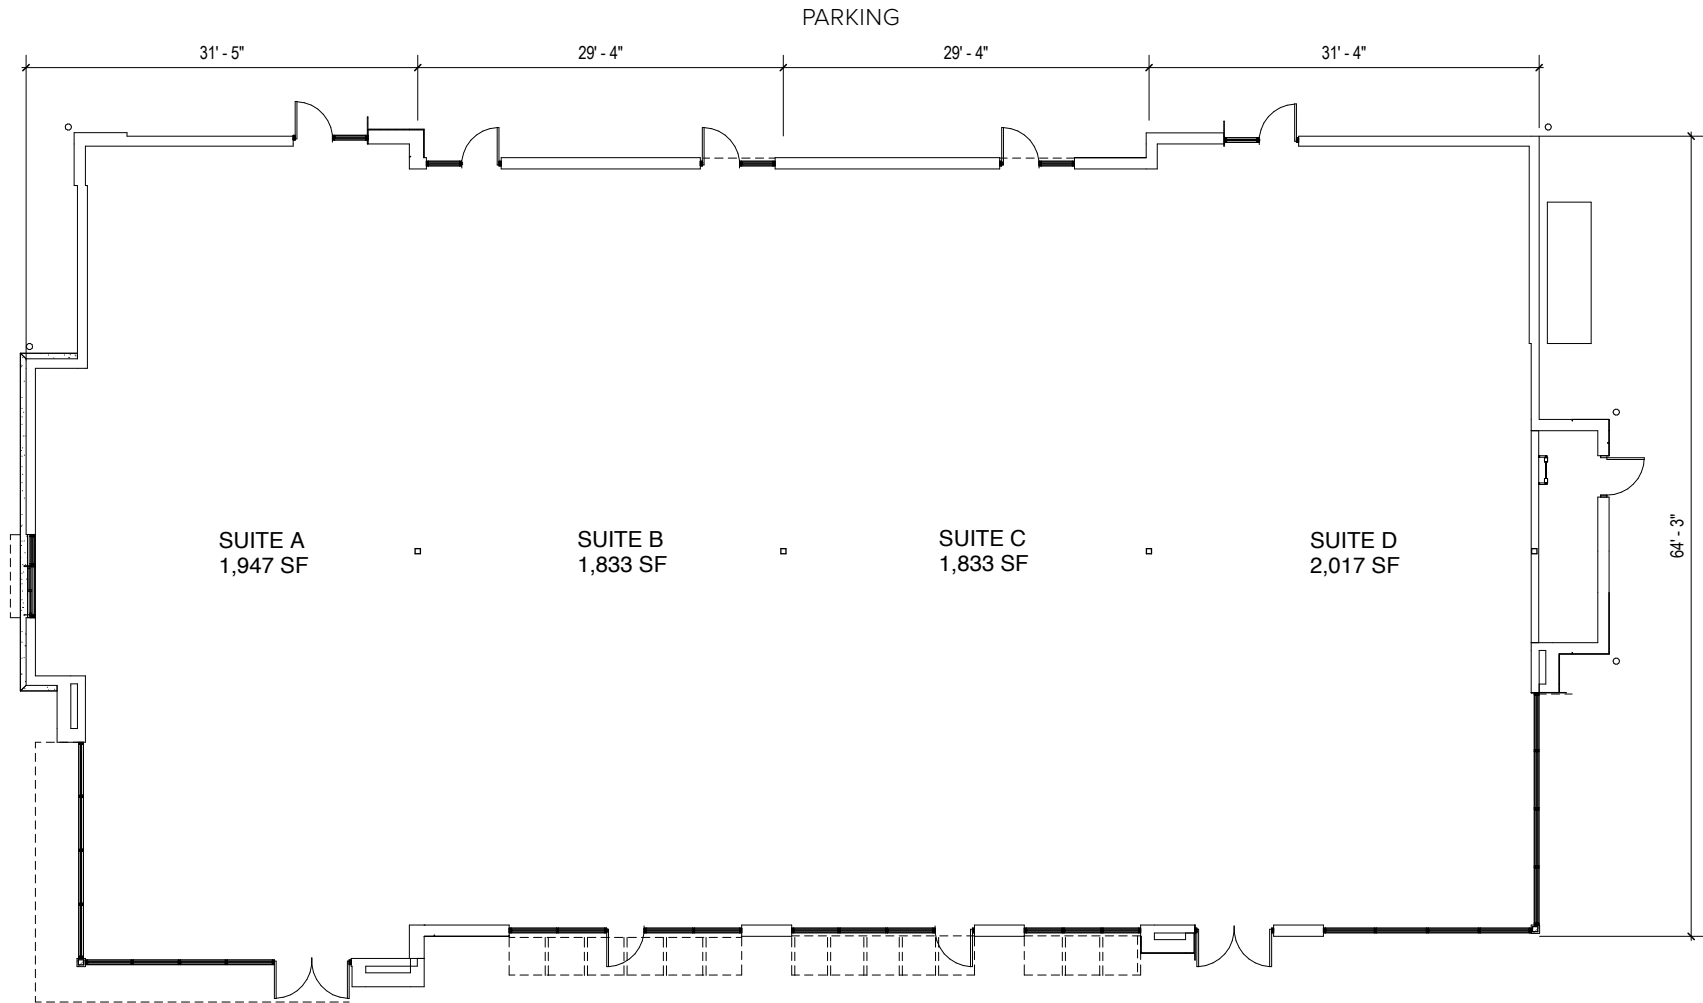 PARKING
31' - 5"
29' - 4"
29' - 4"
31' - 4"
SUITE A
1,947 SF
SUITE B
1,833 SF
SUITE C
1,833 SF
SUITE D
2,017 SF
64' - 3"